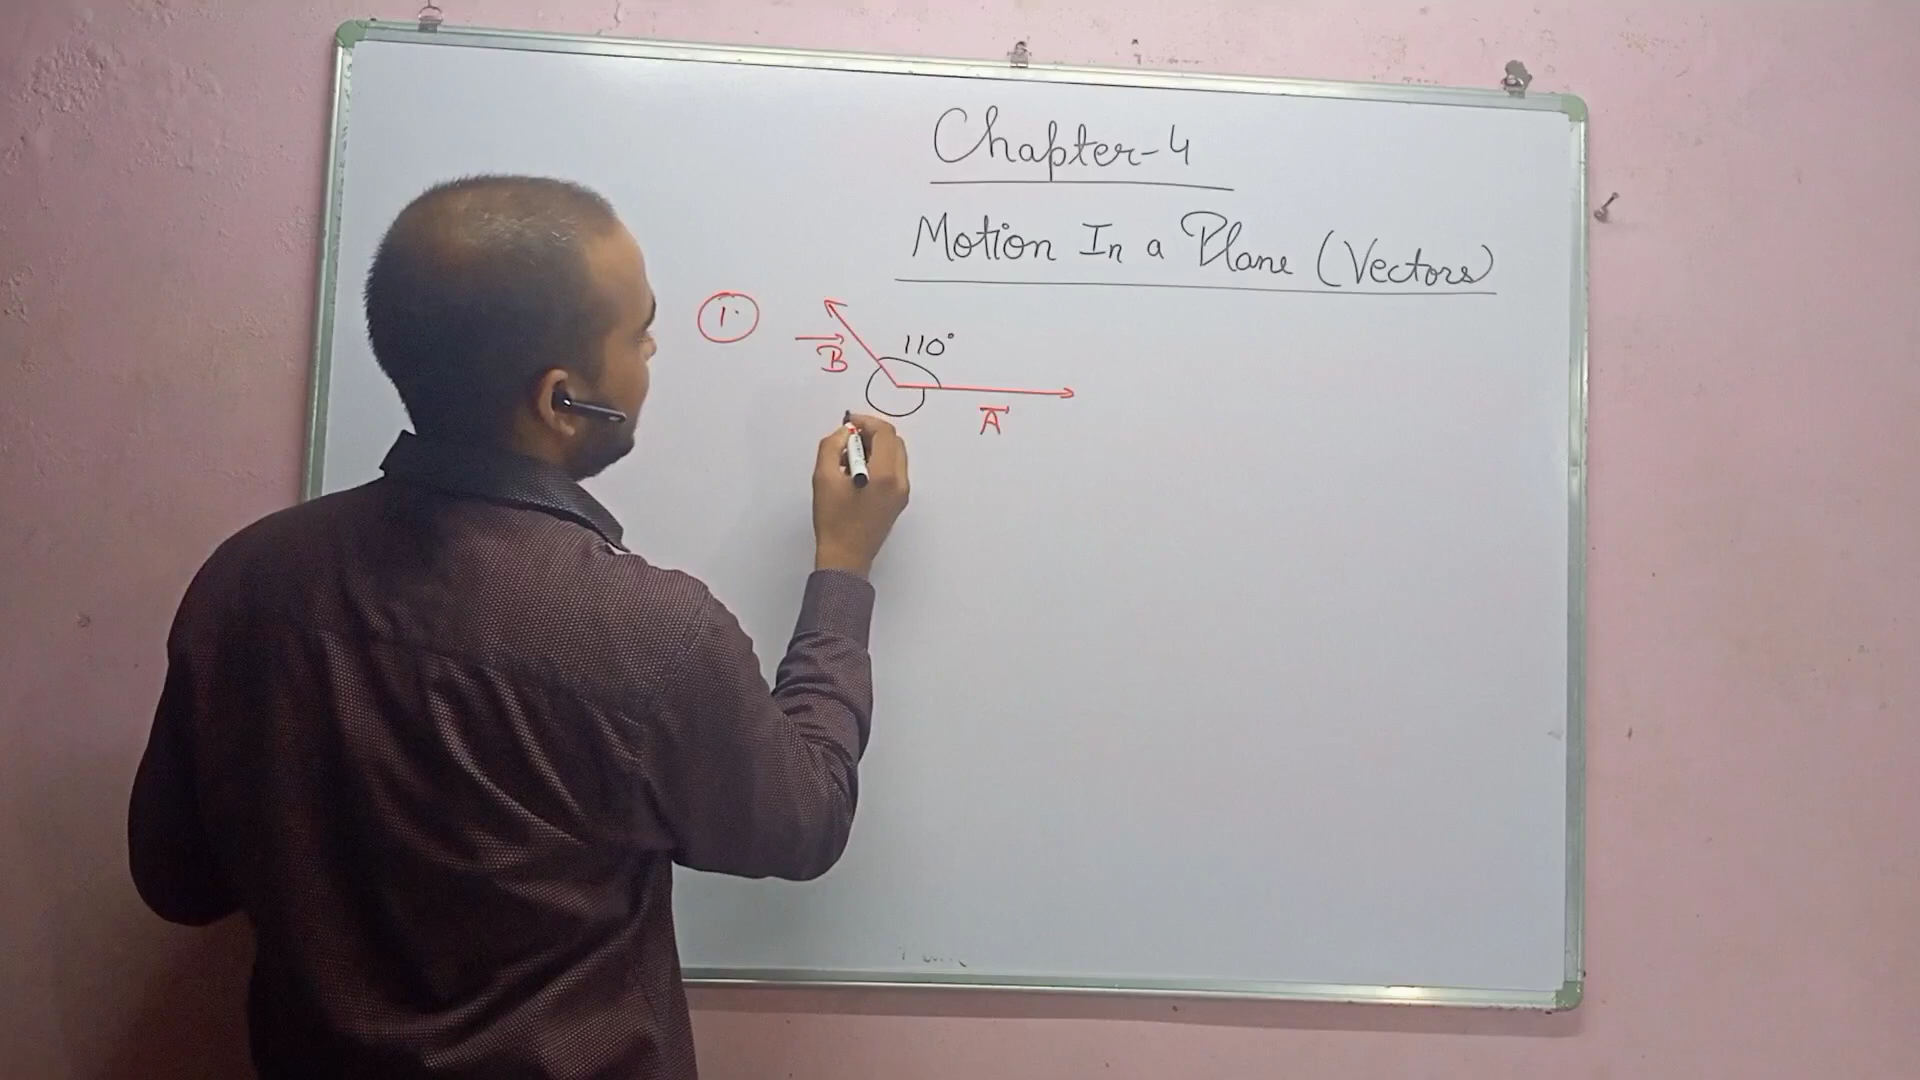 Chapter-4
Motion In a Plane (Vectors)
1.
B
110°
A